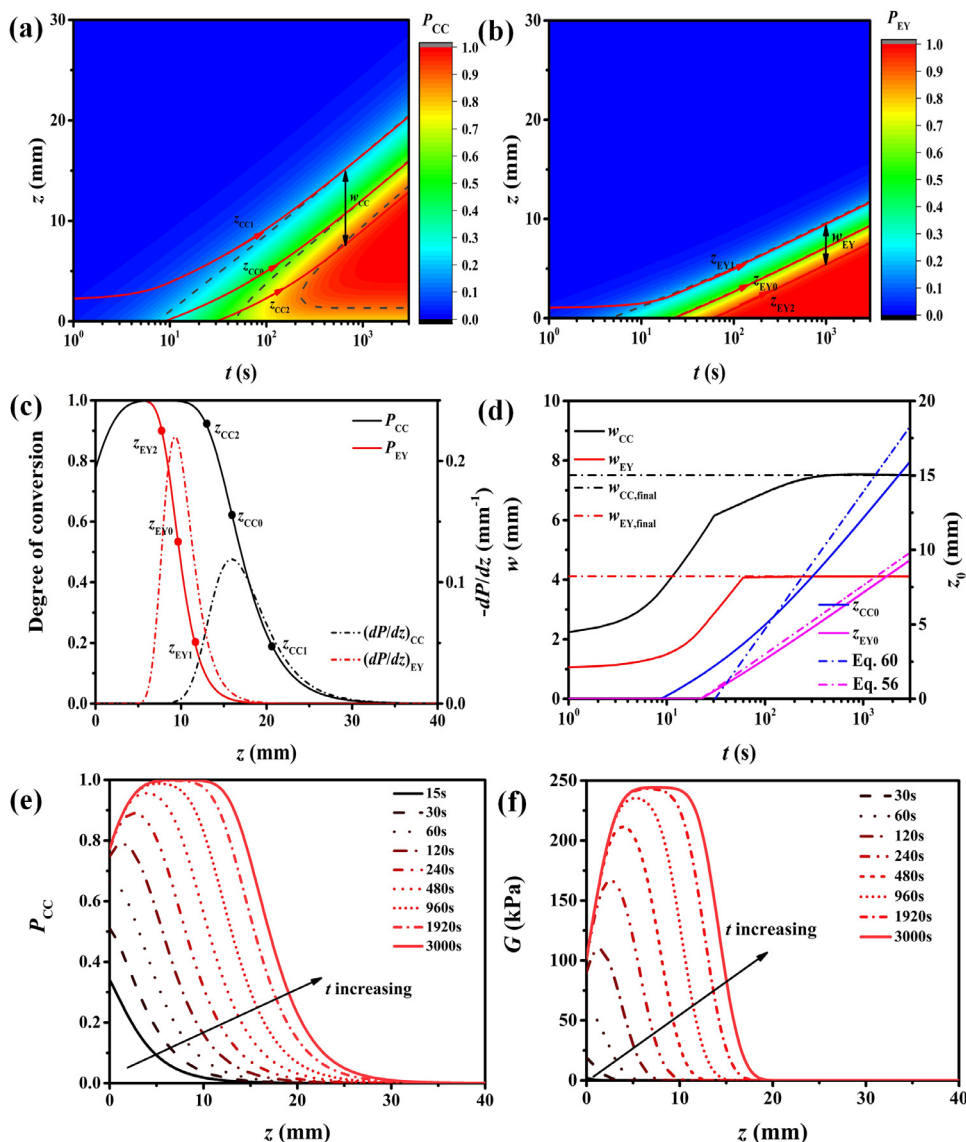 (a)
P_CC
30
20
10
0
z (mm)
z_CC1
z_CC0
z_CC2
w_CC
10^0
10^1
10^2
10^3
t (s)
1.0
0.9
0.8
0.7
0.6
0.5
0.4
0.3
0.2
0.1
0.0
(b)
P_EY
30
20
10
0
z (mm)
z_EY1
z_EY0
z_EY2
w_EY
10^0
10^1
10^2
10^3
t (s)
1.0
0.9
0.8
0.7
0.6
0.5
0.4
0.3
0.2
0.1
0.0
(c)
Degree of conversion
1.0
0.8
0.6
0.4
0.2
0.0
P_CC
P_EY
z_CC2
z_EY2
z_CC0
z_EY0
z_CC1
z_EY1
(dP/dz)_CC
(dP/dz)_EY
0.2
0.1
0.0
-dP/dz (mm^-1)
0
10
20
30
40
z (mm)
(d)
w (mm)
10
8
6
4
2
0
w_CC
w_EY
w_CC,final
w_EY,final
z_CC0
z_EY0
Eq. 60
Eq. 56
20
15
10
5
0
z_0 (mm)
10^0
10^1
10^2
10^3
t (s)
(e)
P_CC
1.0
0.8
0.6
0.4
0.2
0.0
15s
30s
60s
120s
240s
480s
960s
1920s
3000s
t increasing
0
10
20
30
40
z (mm)
(f)
G (kPa)
250
200
150
100
50
0
30s
60s
120s
240s
480s
960s
1920s
3000s
t increasing
0
10
20
30
40
z (mm)